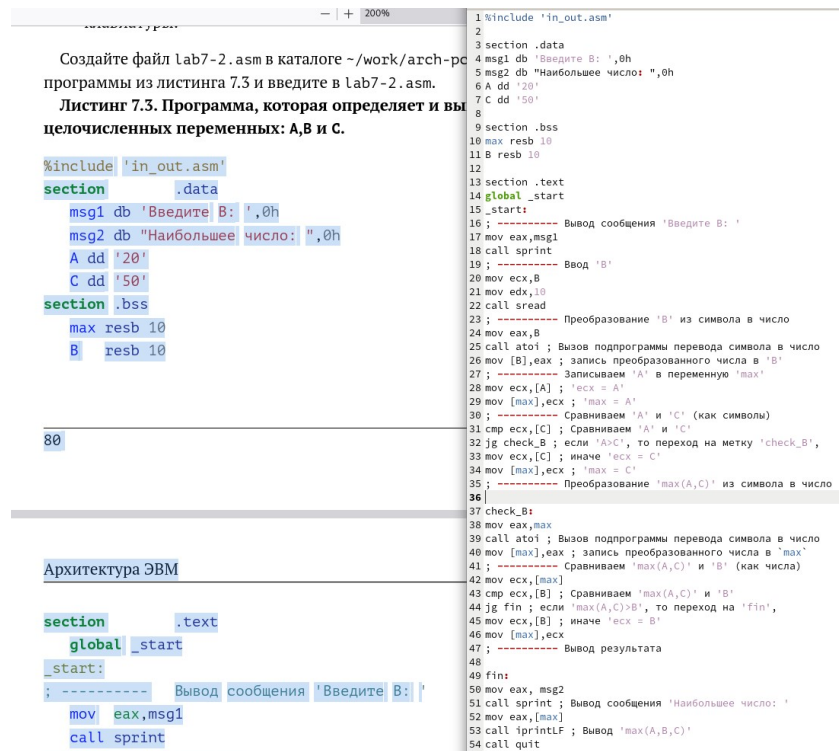 — | + 200%
Создайте файл lab7-2.asm в каталоге ~/work/arch-pc
программы из листинга 7.3 и введите в lab7-2.asm.
Листинг 7.3. Программа, которая определяет и вы
целочисленных переменных: A,B и C.
%include 'in_out.asm'
section .data
msg1 db 'Введите B: ',0h
msg2 db "Наибольшее число: ",0h
A dd '20'
C dd '50'
section .bss
max resb 10
B resb 10
80
Архитектура ЭВМ
section .text
global _start
_start:
; ---------- Вывод сообщения 'Введите B: '
mov eax,msg1
call sprint
1 %include 'in_out.asm'
2
3 section .data
4 msg1 db 'Введите B: ',0h
5 msg2 db "Наибольшее число: ",0h
6 A dd '20'
7 C dd '50'
8
9 section .bss
10 max resb 10
11 B resb 10
12
13 section .text
14 global _start
15 _start:
16 ; ---------- Вывод сообщения 'Введите B: '
17 mov eax,msg1
18 call sprint
19 ; ---------- Ввод 'B'
20 mov ecx,B
21 mov edx,10
22 call sread
23 ; ---------- Преобразование 'B' из символа в число
24 mov eax,B
25 call atoi ; Вызов подпрограммы перевода символа в число
26 mov [B],eax ; запись преобразованного числа в 'B'
27 ; ---------- Записываем 'A' в переменную 'max'
28 mov ecx,[A] ; 'ecx = A'
29 mov [max],ecx ; 'max = A'
30 ; ---------- Сравниваем 'A' и 'С' (как символы)
31 cmp ecx,[C] ; Сравниваем 'A' и 'С'
32 jg check_B ; если 'A>C', то переход на метку 'check_B',
33 mov ecx,[C] ; иначе 'ecx = C'
34 mov [max],ecx ; 'max = C'
35 ; ---------- Преобразование 'max(A,C)' из символа в число
36
37 check_B:
38 mov eax,max
39 call atoi ; Вызов подпрограммы перевода символа в число
40 mov [max],eax ; запись преобразованного числа в `max`
41 ; ---------- Сравниваем 'max(A,C)' и 'B' (как числа)
42 mov ecx,[max]
43 cmp ecx,[B] ; Сравниваем 'max(A,C)' и 'B'
44 jg fin ; если 'max(A,C)>B', то переход на 'fin',
45 mov ecx,[B] ; иначе 'ecx = B'
46 mov [max],ecx
47 ; ---------- Вывод результата
48
49 fin:
50 mov eax, msg2
51 call sprint ; Вывод сообщения 'Наибольшее число: '
52 mov eax,[max]
53 call iprintLF ; Вывод 'max(A,B,C)'
54 call quit